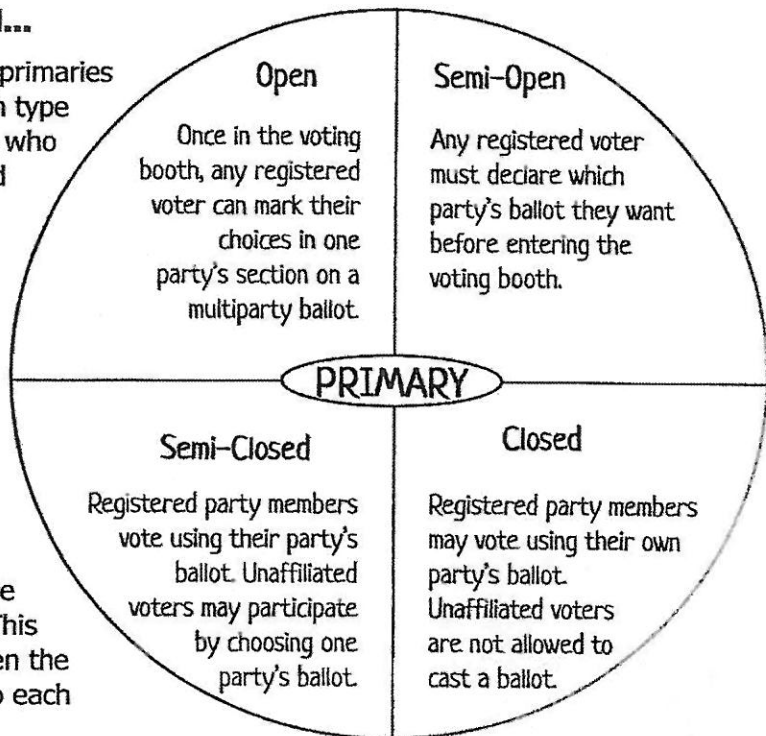 ...
primaries
type
who
Open
Once in the voting
booth, any registered
voter can mark their
choices in one
party's section on a
multiparty ballot.
Semi-Open
Any registered voter
must declare which
party's ballot they want
before entering the
voting booth.
PRIMARY
Semi-Closed
Registered party members
vote using their party's
ballot. Unaffiliated
voters may participate
by choosing one
party's ballot.
Closed
Registered party members
may vote using their own
party's ballot.
Unaffiliated voters
are not allowed to
cast a ballot.
This
the
each